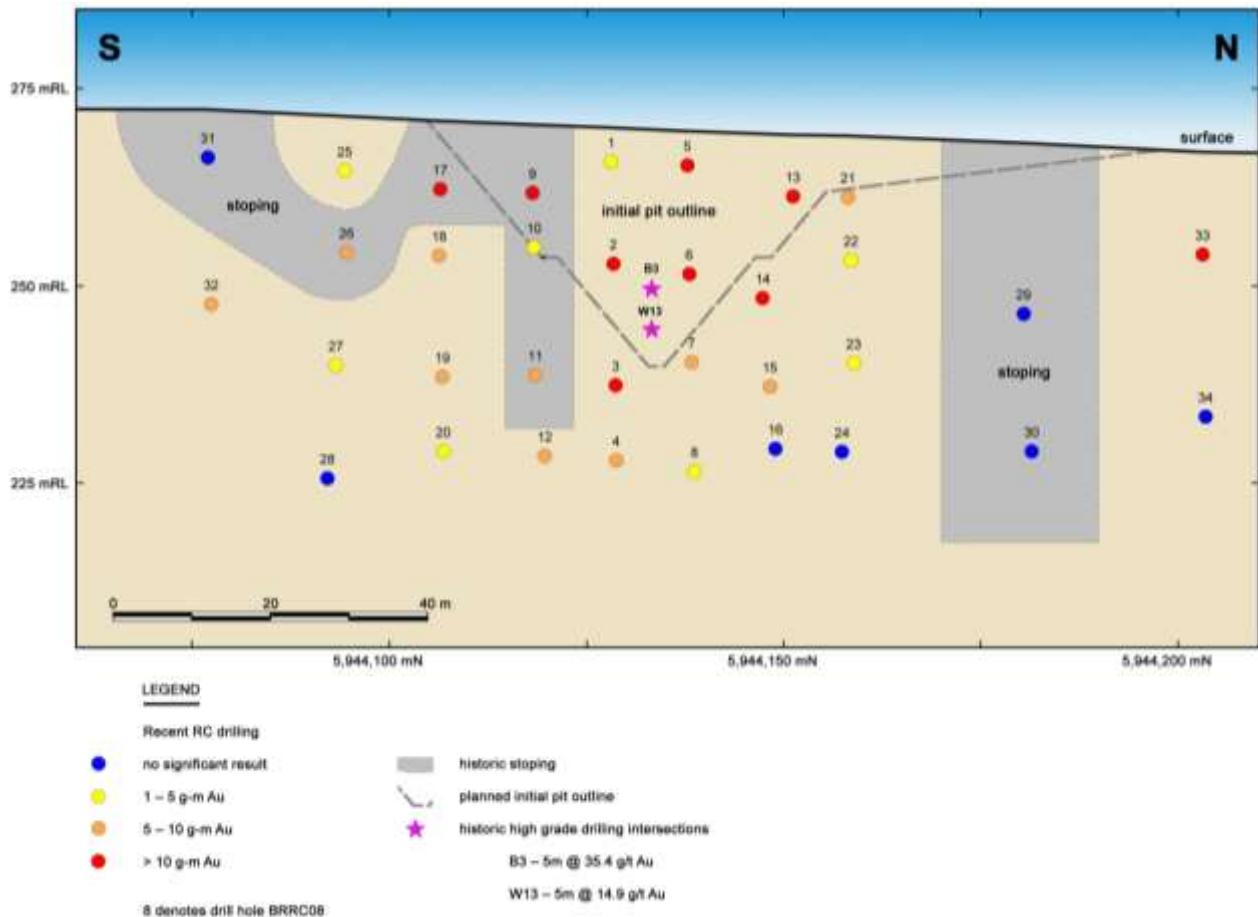 S
N
275 mRL
surface
31
25
17
9
1
5
13
21
stoping
initial pit outline
26
18
10
2
B3
6
22
33
250 mRL
32
W13
14
29
27
19
11
3
7
15
23
stoping
34
20
12
4
8
16
24
30
28
225 mRL
0 20 40 m
5,944,100 mN 5,944,150 mN 5,944,200 mN
LEGEND
Recent RC drilling
no significant result
1 – 5 g-m Au
5 – 10 g-m Au
> 10 g-m Au
8 denotes drill hole BRRC08
historic stoping
planned initial pit outline
historic high grade drilling intersections
B3 – 5m @ 35.4 g/t Au
W13 – 5m @ 14.9 g/t Au